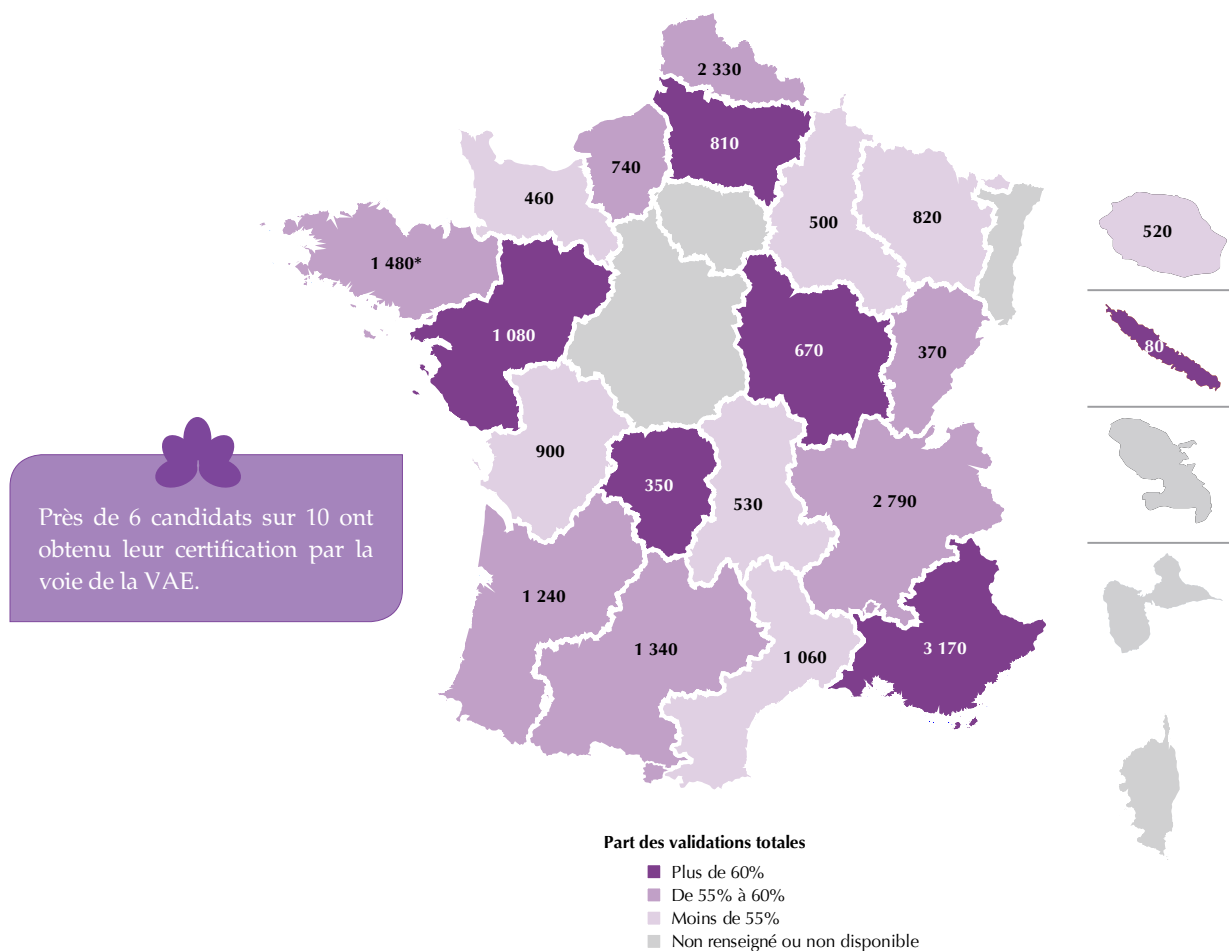 2 330
810
740
460
500
820
520
1 480*
1 080
670
370
80
900
350
530
2 790
Près de 6 candidats sur 10 ont
obtenu leur certification par la
voie de la VAE.
1 240
1 340
1 060
3 170
Part des validations totales
Plus de 60%
De 55% à 60%
Moins de 55%
Non renseigné ou non disponible